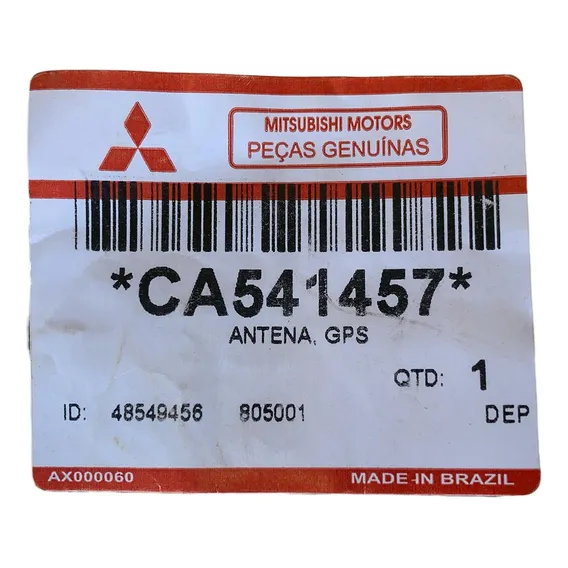 MITSUBISHI MOTORS
PEÇAS GENUÍNAS
*CA541457*
ANTENA, GPS
QTD: 1
ID: 48549456 805001 DEP
AX000060 MADE IN BRAZIL